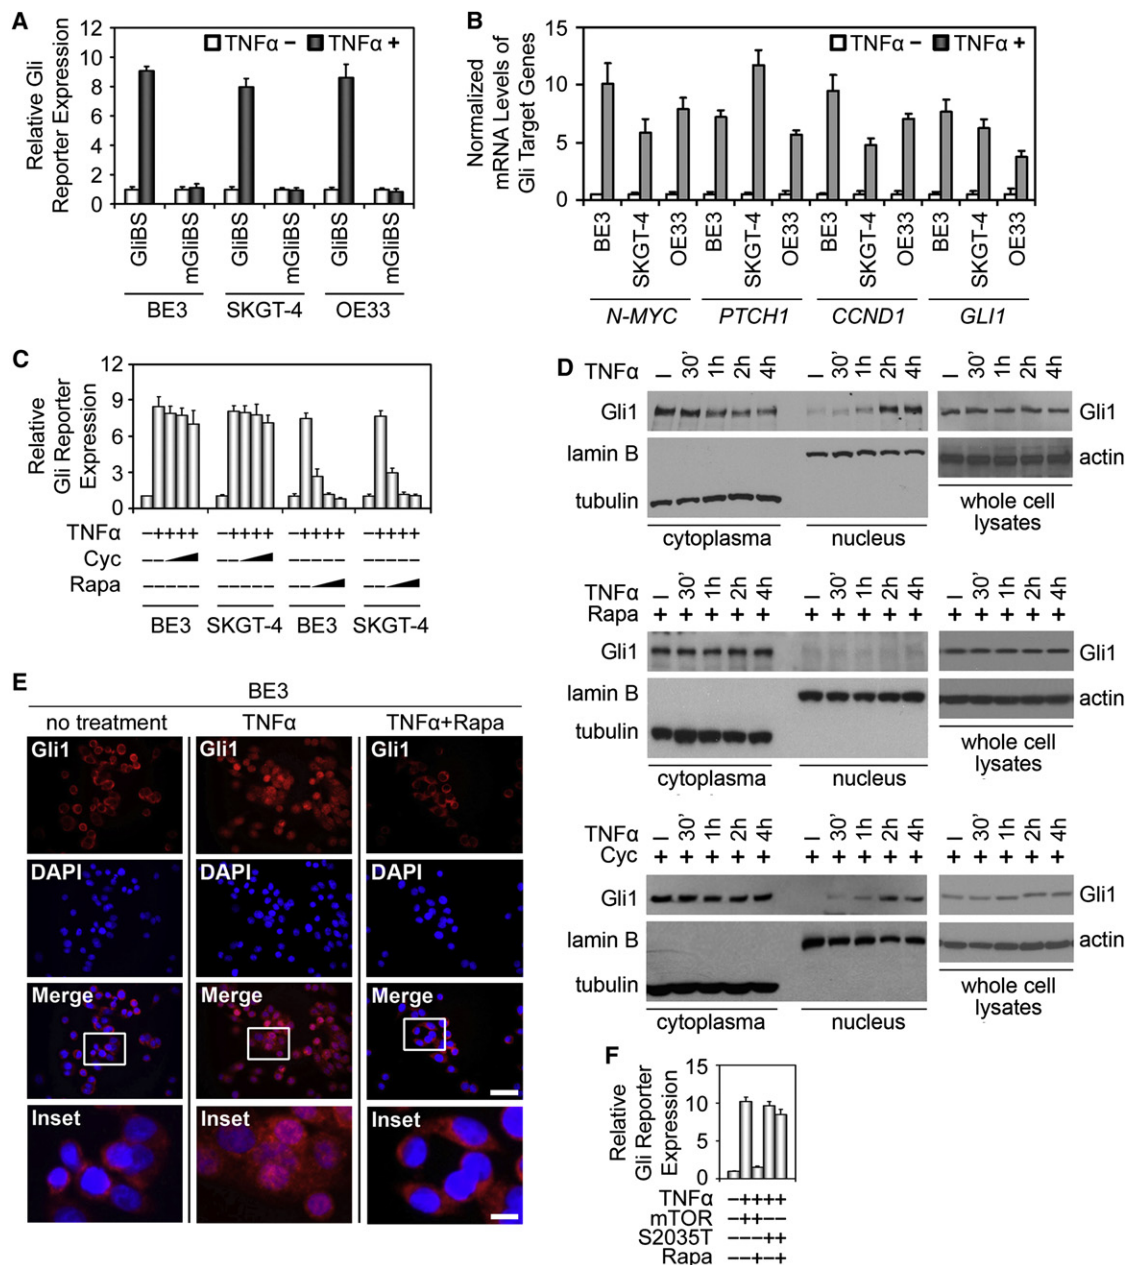 A
Relative Gli
Reporter Expression
12
10
8
6
4
2
0
TNFα − TNFα +
GliBS mGliBS GliBS mGliBS GliBS mGliBS
BE3 SKGT-4 OE33
B
Normalized
mRNA Levels of
Gli Target Genes
15
10
5
0
TNFα − TNFα +
BE3 SKGT-4 OE33 BE3 SKGT-4 OE33 BE3 SKGT-4 OE33 BE3 SKGT-4 OE33
N-MYC PTCH1 CCND1 GLI1
C
Relative
Gli Reporter
Expression
12
9
6
3
0
TNFα −++++ −++++ −++++ −++++
Cyc −− −− −−−−− −−−−−
Rapa −−−−− −−−−− −− −−
BE3 SKGT-4 BE3 SKGT-4
D
TNFα − 30' 1h 2h 4h − 30' 1h 2h 4h − 30' 1h 2h 4h
Gli1 Gli1
lamin B actin
tubulin
cytoplasma nucleus whole cell
lysates
TNFα − 30' 1h 2h 4h − 30' 1h 2h 4h − 30' 1h 2h 4h
Rapa + + + + + + + + + + + + + + +
Gli1 Gli1
lamin B actin
tubulin
cytoplasma nucleus whole cell
lysates
TNFα − 30' 1h 2h 4h − 30' 1h 2h 4h − 30' 1h 2h 4h
Cyc + + + + + + + + + + + + + + +
Gli1 Gli1
lamin B actin
tubulin
cytoplasma nucleus whole cell
lysates
E
BE3
no treatment TNFα TNFα+Rapa
Gli1 Gli1 Gli1
DAPI DAPI DAPI
Merge Merge Merge
Inset Inset Inset
F
Relative
Gli Reporter
Expression
15
10
5
0
TNFα −++++
mTOR −++−−
S2035T −−−++
Rapa −−+−+